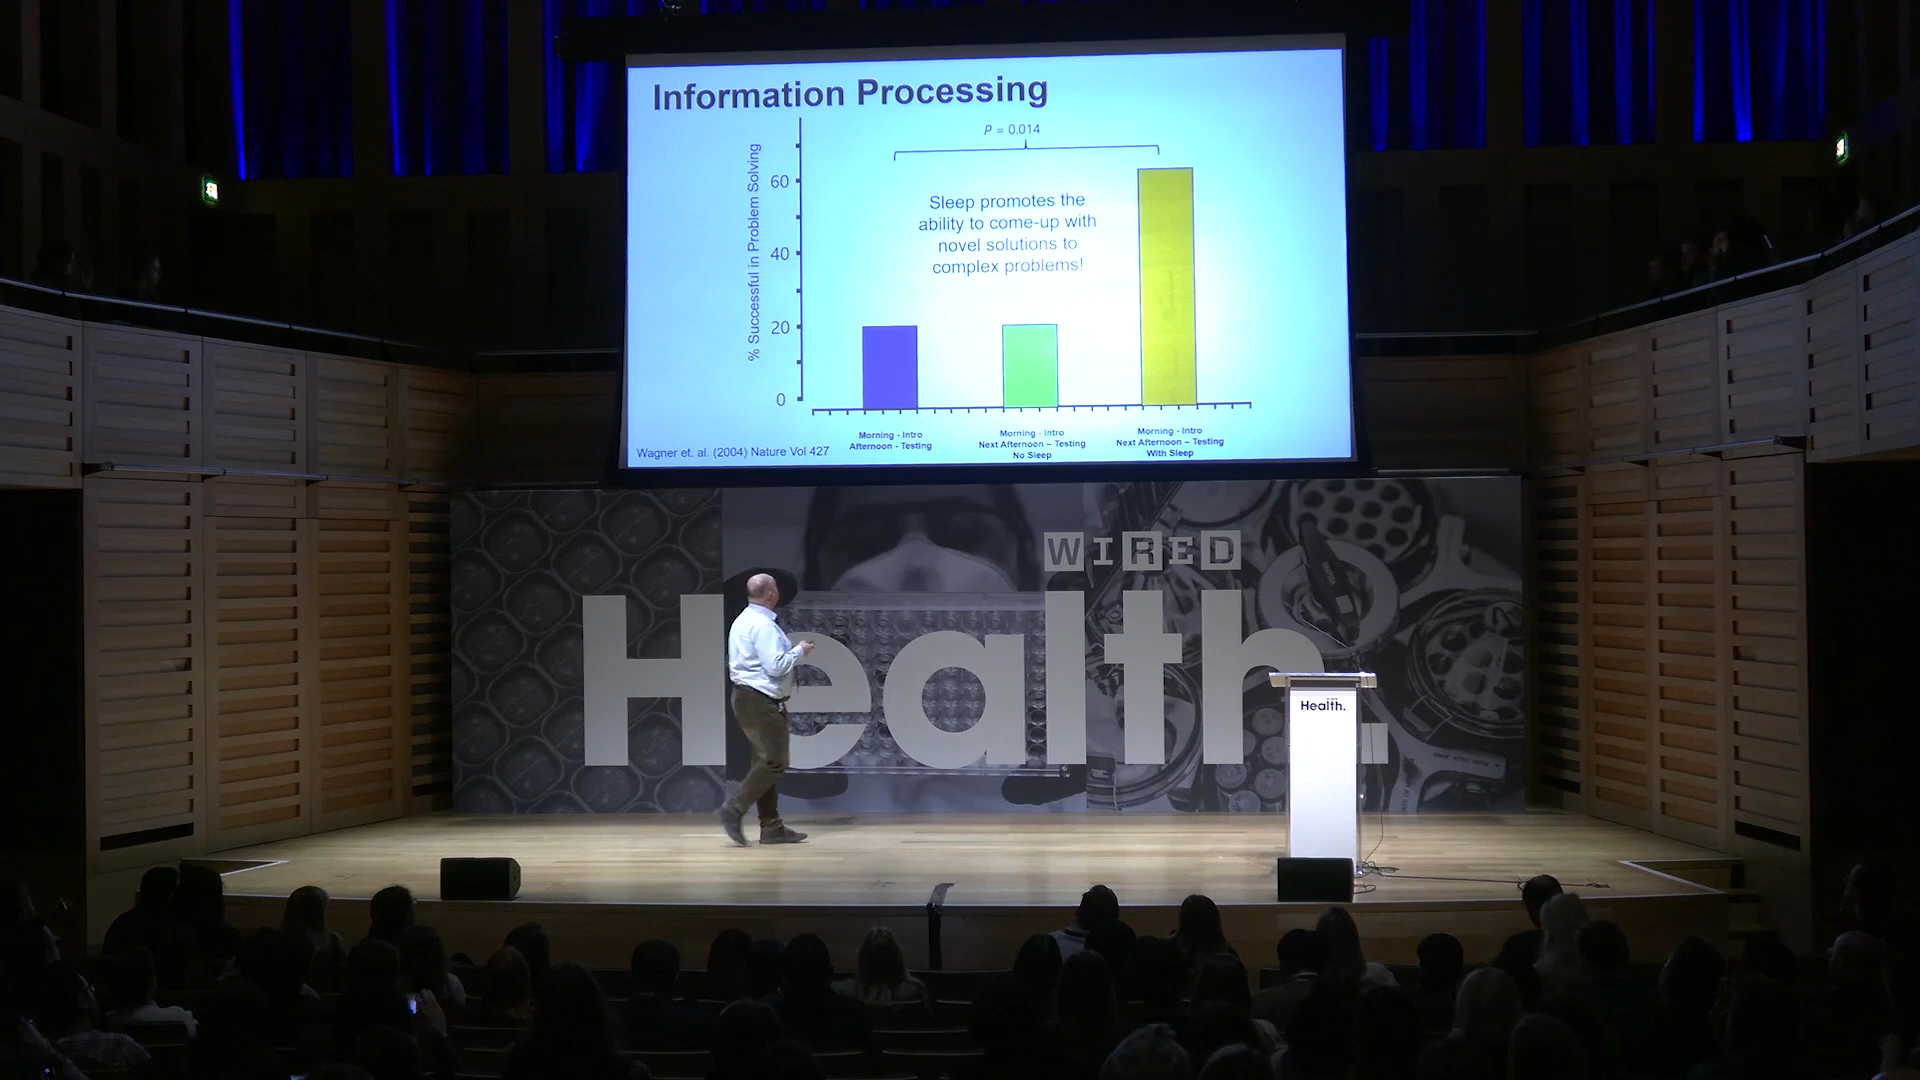 Information Processing
P = 0.014
% Successful in Problem Solving
60
40
20
0
Sleep promotes the
ability to come-up with
novel solutions to
complex problems!
Morning - Intro
Afternoon - Testing
Morning - Intro
Next Afternoon – Testing
No Sleep
Morning - Intro
Next Afternoon – Testing
With Sleep
Wagner et. al. (2004) Nature Vol 427
WIRED
Health.
Health.